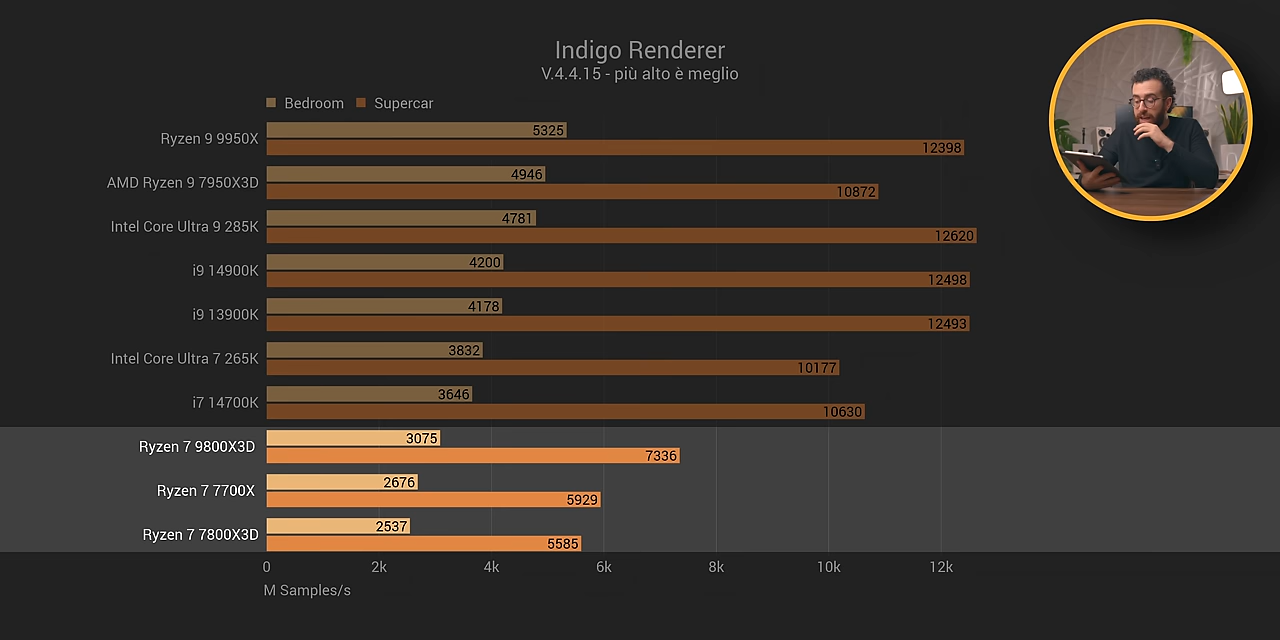 Indigo Renderer
V.4.4.15 - più alto è meglio
Bedroom Supercar
Ryzen 9 9950X 5325 12398
AMD Ryzen 9 7950X3D 4946 10872
Intel Core Ultra 9 285K 4781 12620
i9 14900K 4200 12498
i9 13900K 4178 12493
Intel Core Ultra 7 265K 3832 10177
i7 14700K 3646 10630
Ryzen 7 9800X3D 3075 7336
Ryzen 7 7700X 2676 5929
Ryzen 7 7800X3D 2537 5585
0 2k 4k 6k 8k 10k 12k
M Samples/s